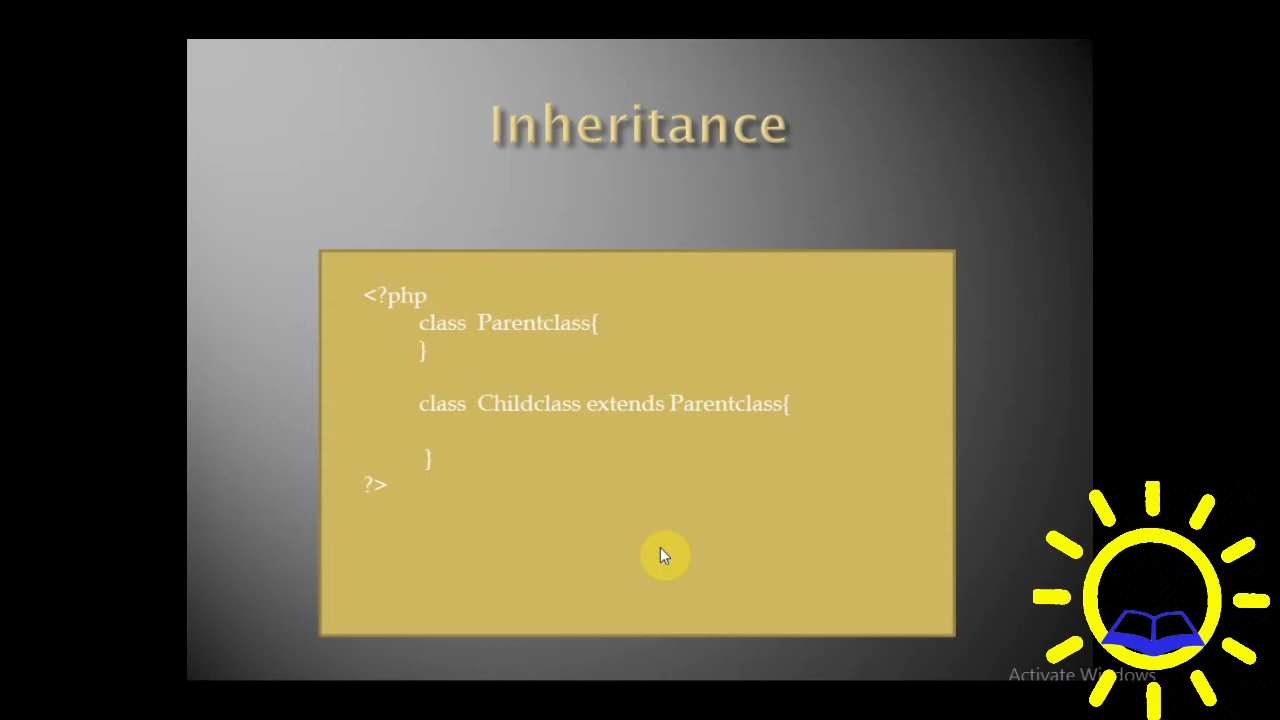 Inheritance
<?php
class Parentclass{
}
class Childclass extends Parentclass{
}
?>
Activate Windows